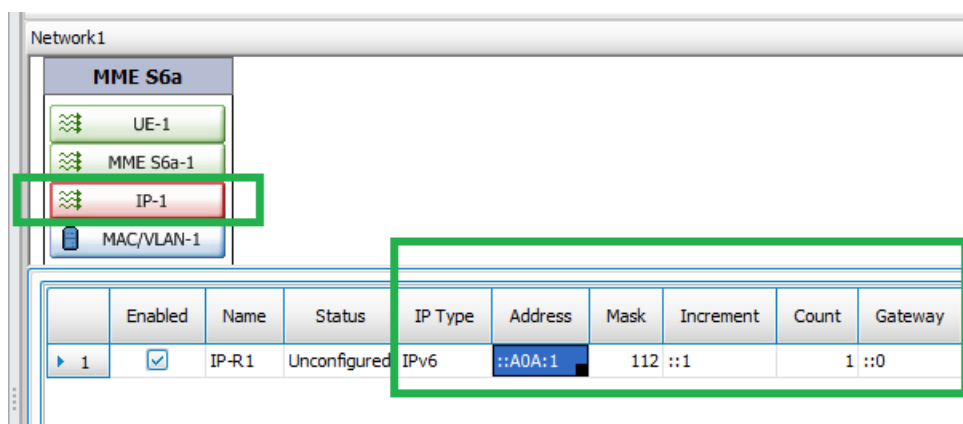 Network1
MME S6a
UE-1
MME S6a-1
IP-1
MAC/VLAN-1
Enabled Name Status IP Type Address Mask Increment Count Gateway
1 IP-R1 Unconfigured IPv6 ::A0A:1 112 ::1 1 ::0